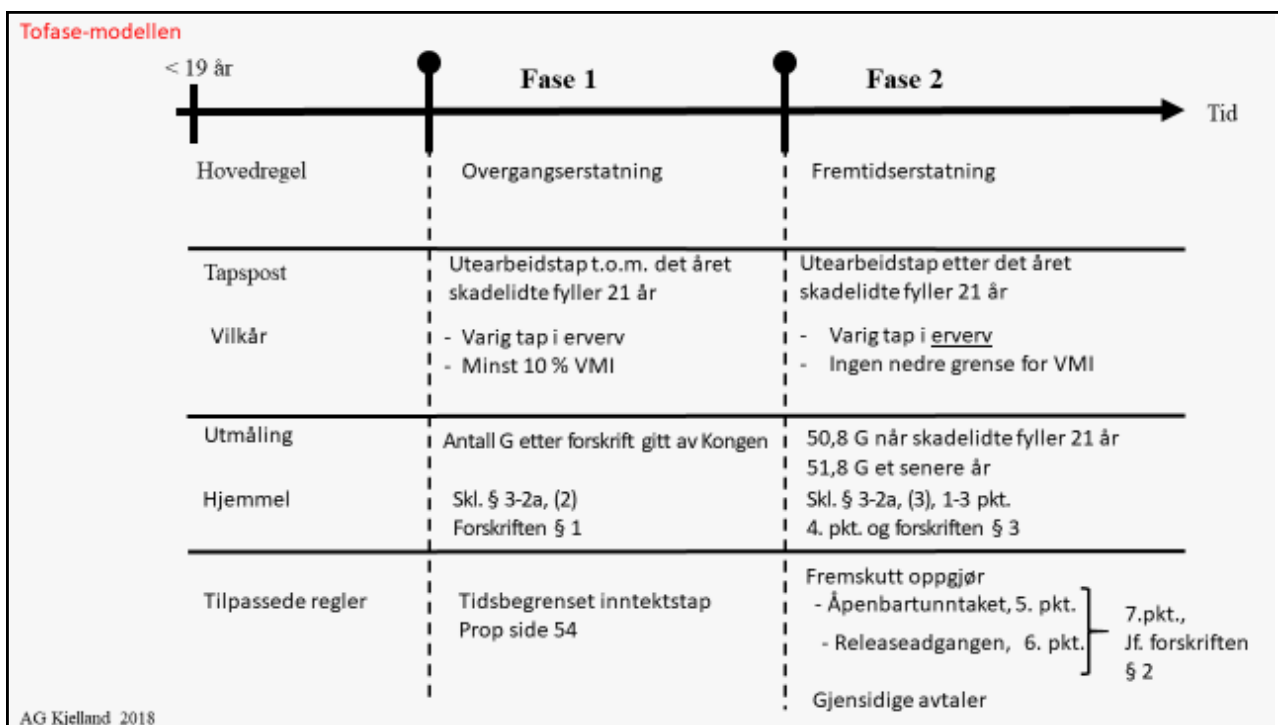 Tofase-modellen
< 19 år
Fase 1
Fase 2
Tid
Hovedregel
Overgangserstatning
Fremtidserstatning
Tapspost
Utearbeidstap t.o.m. det året
skadelidte fyller 21 år
Utearbeidstap etter det året
skadelidte fyller 21 år
Vilkår
- Varig tap i erverv
- Minst 10 % VMI
- Varig tap i erverv
- Ingen nedre grense for VMI
Utmåling
Antall G etter forskrift gitt av Kongen
50,8 G når skadelidte fyller 21 år
51,8 G et senere år
Hjemmel
Skl. § 3-2a, (2)
Forskriften § 1
Skl. § 3-2a, (3), 1-3 pkt.
4. pkt. og forskriften § 3
Tilpassede regler
Tidsbegrenset inntektstap
Prop side 54
Fremskutt oppgjør
- Åpenbartunntaket, 5. pkt.
- Releaseadgangen, 6. pkt.
7.pkt.,
Jf. forskriften
§ 2
Gjensidige avtaler
AG Kjelland 2018